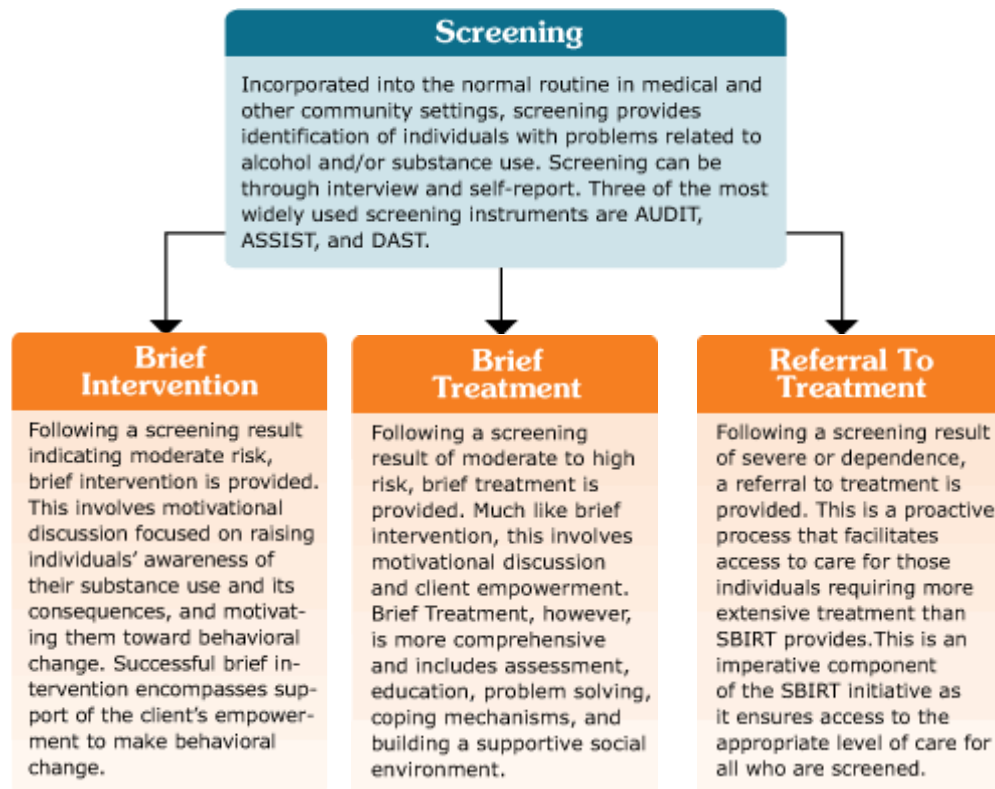 Screening
Incorporated into the normal routine in medical and
other community settings, screening provides
identification of individuals with problems related to
alcohol and/or substance use. Screening can be
through interview and self-report. Three of the most
widely used screening instruments are AUDIT,
ASSIST, and DAST.
Brief
Intervention
Following a screening result
indicating moderate risk,
brief intervention is provided.
This involves motivational
discussion focused on raising
individuals’ awareness of
their substance use and its
consequences, and motivat-
ing them toward behavioral
change. Successful brief in-
tervention encompasses sup-
port of the client’s empower-
ment to make behavioral
change.
Brief
Treatment
Following a screening
result of moderate to high
risk, brief treatment is
provided. Much like brief
intervention, this involves
motivational discussion
and client empowerment.
Brief Treatment, however,
is more comprehensive
and includes assessment,
education, problem solving,
coping mechanisms, and
building a supportive social
environment.
Referral To
Treatment
Following a screening result
of severe or dependence,
a referral to treatment is
provided. This is a proactive
process that facilitates
access to care for those
individuals requiring more
extensive treatment than
SBIRT provides.This is an
imperative component
of the SBIRT initiative as
it ensures access to the
appropriate level of care for
all who are screened.